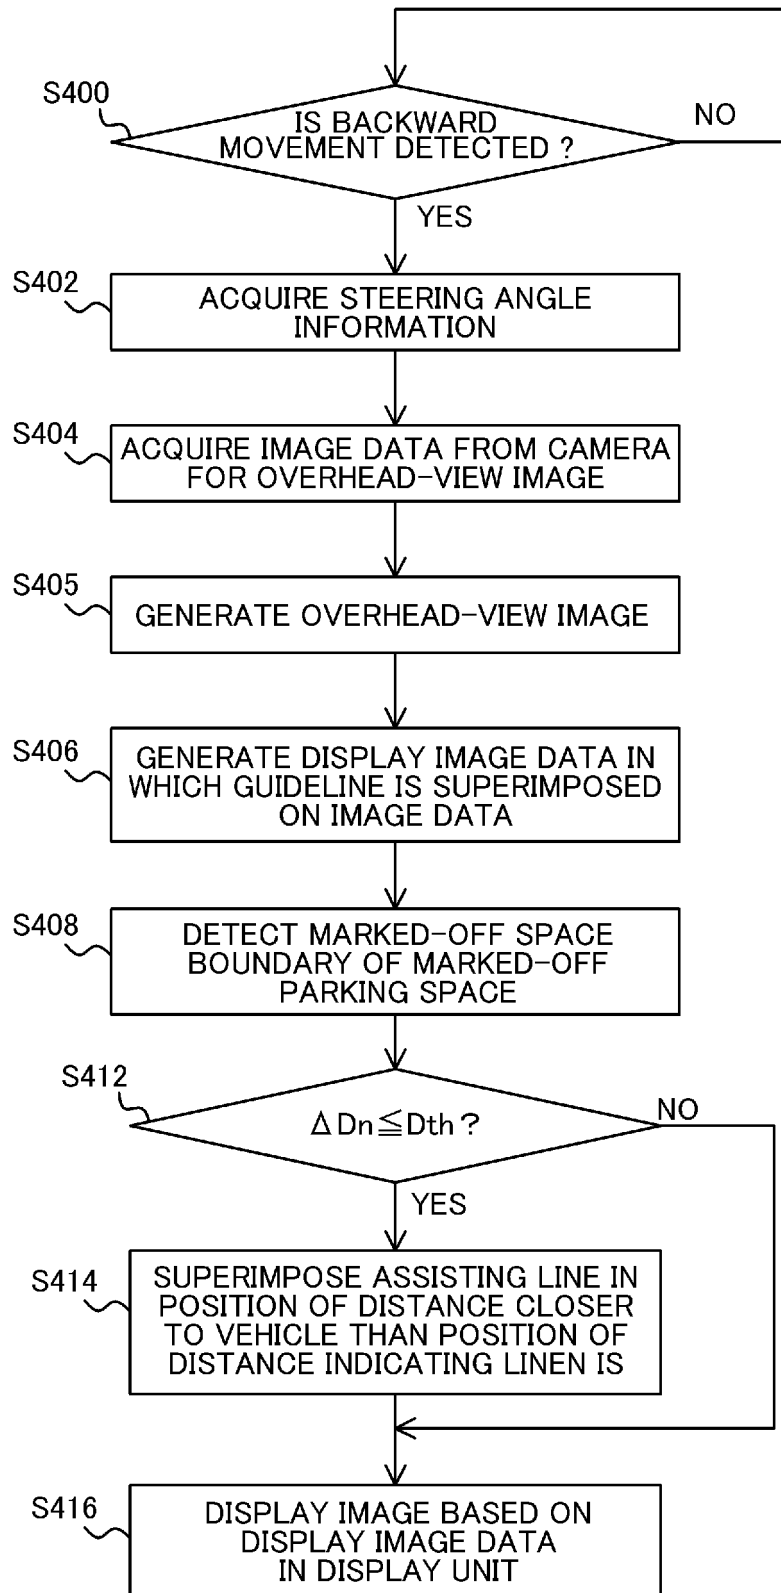 S400
IS BACKWARD
MOVEMENT DETECTED ?
NO
YES
S402
ACQUIRE STEERING ANGLE
INFORMATION
S404
ACQUIRE IMAGE DATA FROM CAMERA
FOR OVERHEAD-VIEW IMAGE
S405
GENERATE OVERHEAD-VIEW IMAGE
S406
GENERATE DISPLAY IMAGE DATA IN
WHICH GUIDELINE IS SUPERIMPOSED
ON IMAGE DATA
S408
DETECT MARKED-OFF SPACE
BOUNDARY OF MARKED-OFF
PARKING SPACE
S412
ΔDn≦Dth?
NO
YES
S414
SUPERIMPOSE ASSISTING LINE IN
POSITION OF DISTANCE CLOSER
TO VEHICLE THAN POSITION OF
DISTANCE INDICATING LINEN IS
S416
DISPLAY IMAGE BASED ON
DISPLAY IMAGE DATA
IN DISPLAY UNIT